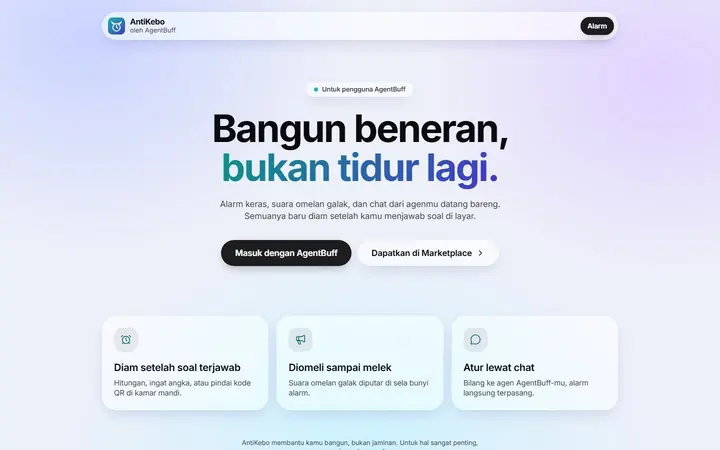 AntiKebo
oleh AgentBuff
Alarm
Untuk pengguna AgentBuff
Bangun beneran,
bukan tidur lagi.
Alarm keras, suara omelan galak, dan chat dari agenmu datang bareng.
Semuanya baru diam setelah kamu menjawab soal di layar.
Masuk dengan AgentBuff
Dapatkan di Marketplace
Diam setelah soal terjawab
Hitungan, ingat angka, atau pindai kode
QR di kamar mandi.
Diomeli sampai melek
Suara omelan galak diputar di sela bunyi
alarm.
Atur lewat chat
Bilang ke agen AgentBuff-mu, alarm
langsung terpasang.
AntiKebo membantu kamu bangun, bukan jaminan. Untuk hal sangat penting,